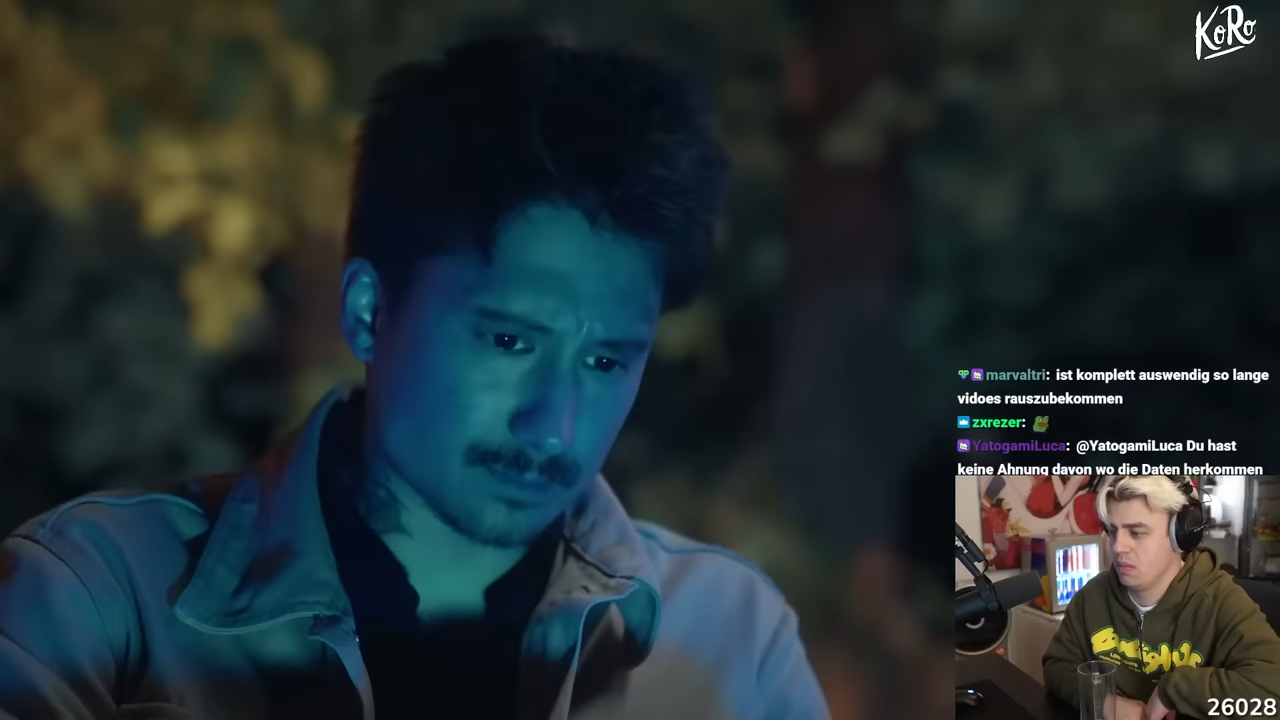 KoRo
marvaltri: ist komplett auswendig so lange
vidoes rauszubekommen
zxrezer:
YatogamiLuca: @YatogamiLuca Du hast
keine Ahnung davon wo die Daten herkommen
26028